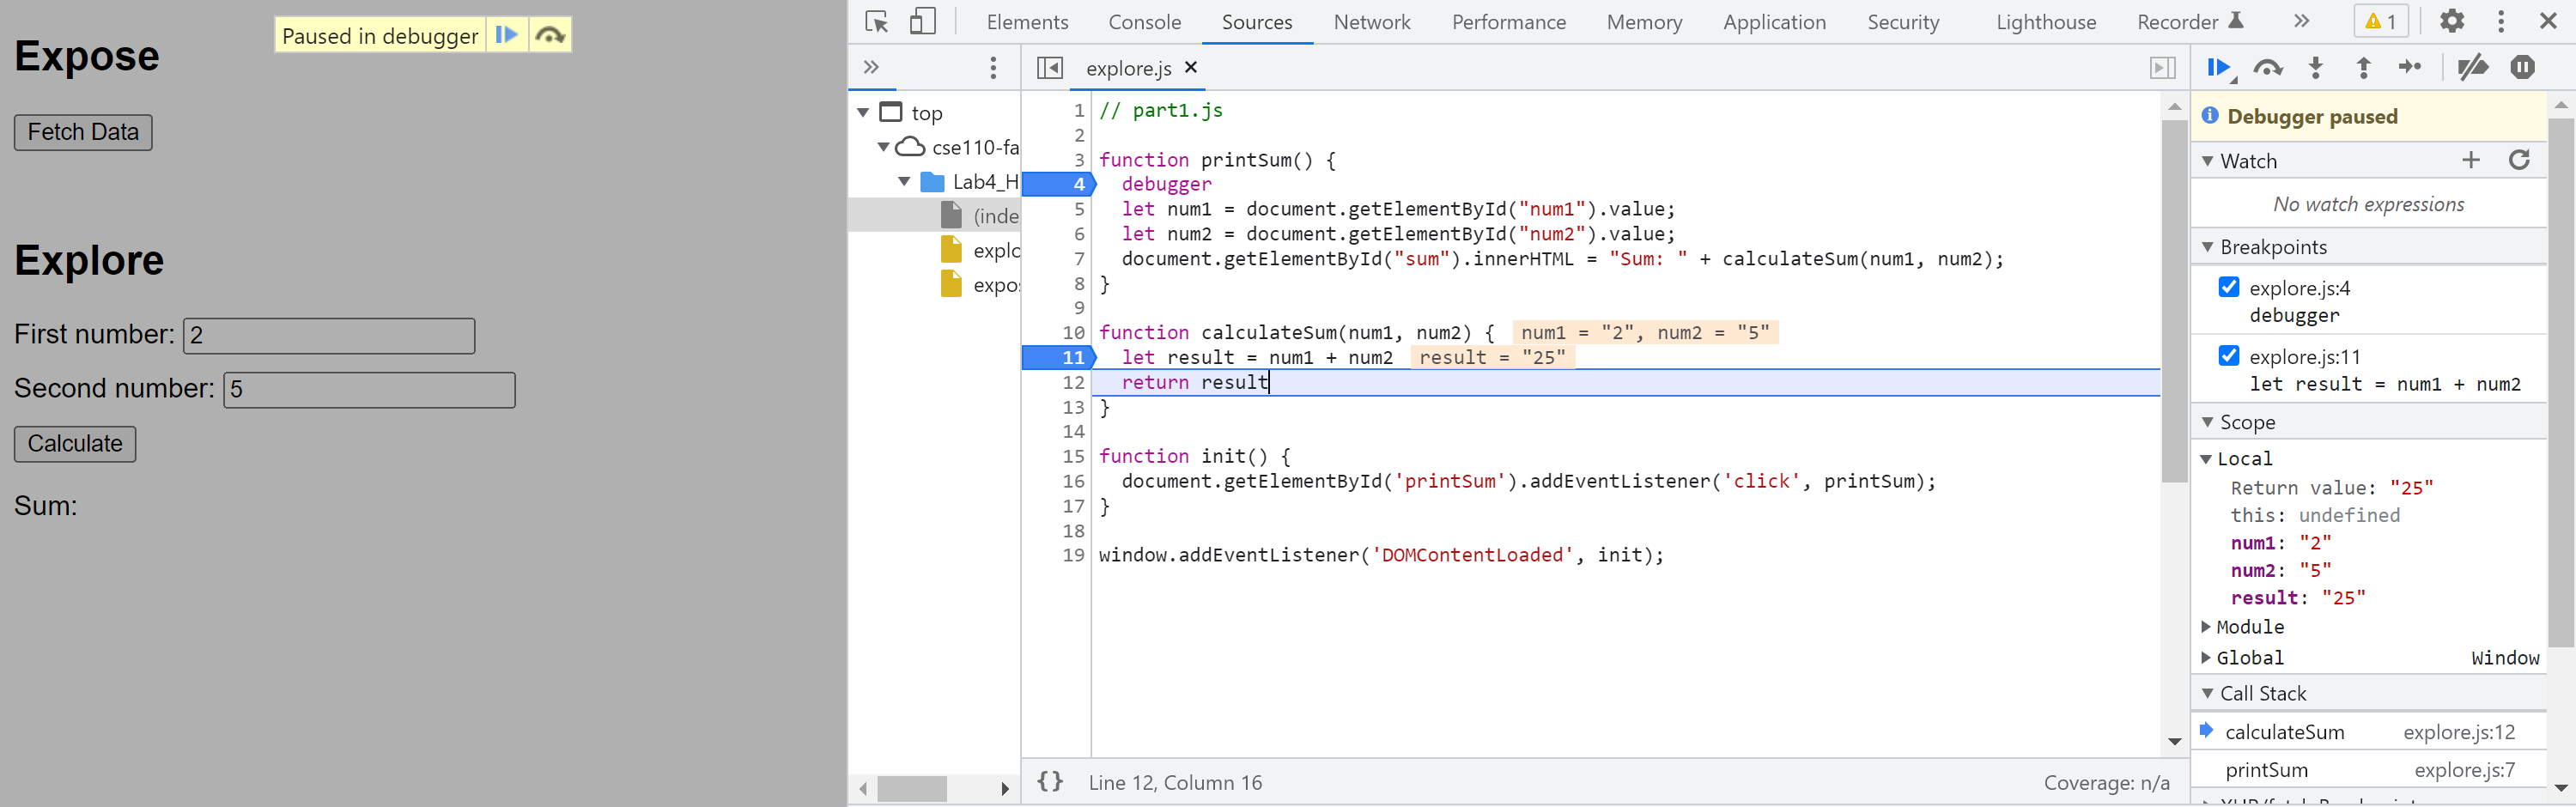 Expose
Paused in debugger
Fetch Data
Explore
First number: 2
Second number: 5
Calculate
Sum:
Elements Console Sources Network Performance Memory Application Security Lighthouse Recorder 1
explore.js
top
cse110-fa
Lab4_H
(inde
explo
expo
1 // part1.js
2
3 function printSum() {
4 debugger
5 let num1 = document.getElementById("num1").value;
6 let num2 = document.getElementById("num2").value;
7 document.getElementById("sum").innerHTML = "Sum: " + calculateSum(num1, num2);
8 }
9
10 function calculateSum(num1, num2) { num1 = "2", num2 = "5"
11 let result = num1 + num2 result = "25"
12 return result
13 }
14
15 function init() {
16 document.getElementById('printSum').addEventListener('click', printSum);
17 }
18
19 window.addEventListener('DOMContentLoaded', init);
{} Line 12, Column 16 Coverage: n/a
Debugger paused
Watch
No watch expressions
Breakpoints
explore.js:4
debugger
explore.js:11
let result = num1 + num2
Scope
Local
Return value: "25"
this: undefined
num1: "2"
num2: "5"
result: "25"
Module
Global Window
Call Stack
calculateSum explore.js:12
printSum explore.js:7